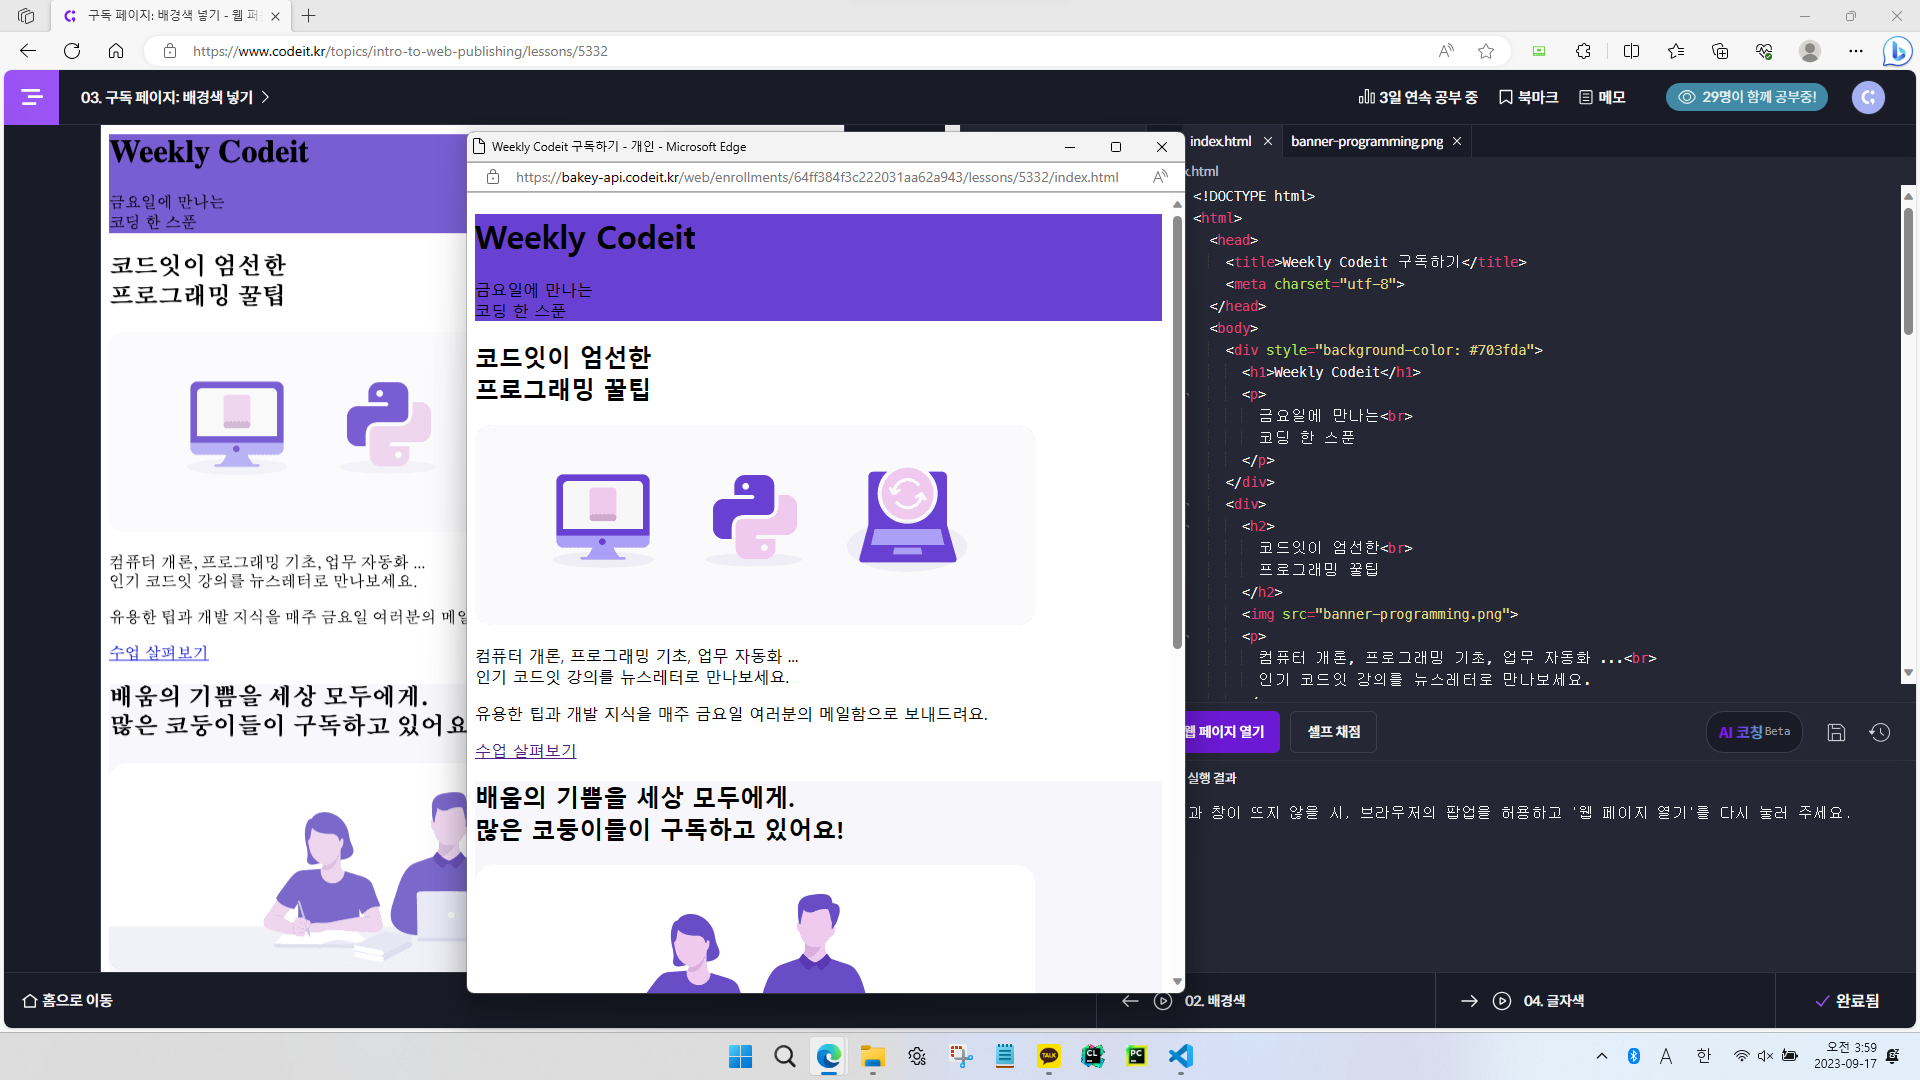 구독 페이지: 배경색 넣기 - 웹 퍼
https://www.codeit.kr/topics/intro-to-web-publishing/lessons/5332
03. 구독 페이지: 배경색 넣기
3일 연속 공부 중
북마크
메모
29명이 함께 공부중!
Weekly Codeit
금요일에 만나는
코딩 한 스푼
코드잇이 엄선한
프로그래밍 꿀팁
컴퓨터 개론, 프로그래밍 기초, 업무 자동화 ...
인기 코드잇 강의를 뉴스레터로 만나보세요.
유용한 팁과 개발 지식을 매주 금요일 여러분의 메일
수업 살펴보기
배움의 기쁨을 세상 모두에게.
많은 코둥이들이 구독하고 있어요
Weekly Codeit 구독하기 - 개인 - Microsoft Edge
https://bakey-api.codeit.kr/web/enrollments/64ff384f3c222031aa62a943/lessons/5332/index.html
Weekly Codeit
금요일에 만나는
코딩 한 스푼
코드잇이 엄선한
프로그래밍 꿀팁
컴퓨터 개론, 프로그래밍 기초, 업무 자동화 ...
인기 코드잇 강의를 뉴스레터로 만나보세요.
유용한 팁과 개발 지식을 매주 금요일 여러분의 메일함으로 보내드려요.
수업 살펴보기
배움의 기쁨을 세상 모두에게.
많은 코둥이들이 구독하고 있어요!
index.html
banner-programming.png
.html
<!DOCTYPE html>
<html>
<head>
<title>Weekly Codeit 구독하기</title>
<meta charset="utf-8">
</head>
<body>
<div style="background-color: #703fda">
<h1>Weekly Codeit</h1>
<p>
금요일에 만나는<br>
코딩 한 스푼
</p>
</div>
<div>
<h2>
코드잇이 엄선한<br>
프로그래밍 꿀팁
</h2>
<img src="banner-programming.png">
<p>
컴퓨터 개론, 프로그래밍 기초, 업무 자동화 ...<br>
인기 코드잇 강의를 뉴스레터로 만나보세요.
웹 페이지 열기
셀프 채점
AI 코칭 Beta
실행 결과
과 창이 뜨지 않을 시, 브라우저의 팝업을 허용하고 '웹 페이지 열기'를 다시 눌러 주세요.
홈으로 이동
02. 배경색
04. 글자색
완료됨
TALK
CL
PC
A
한
오전 3:59
2023-09-17